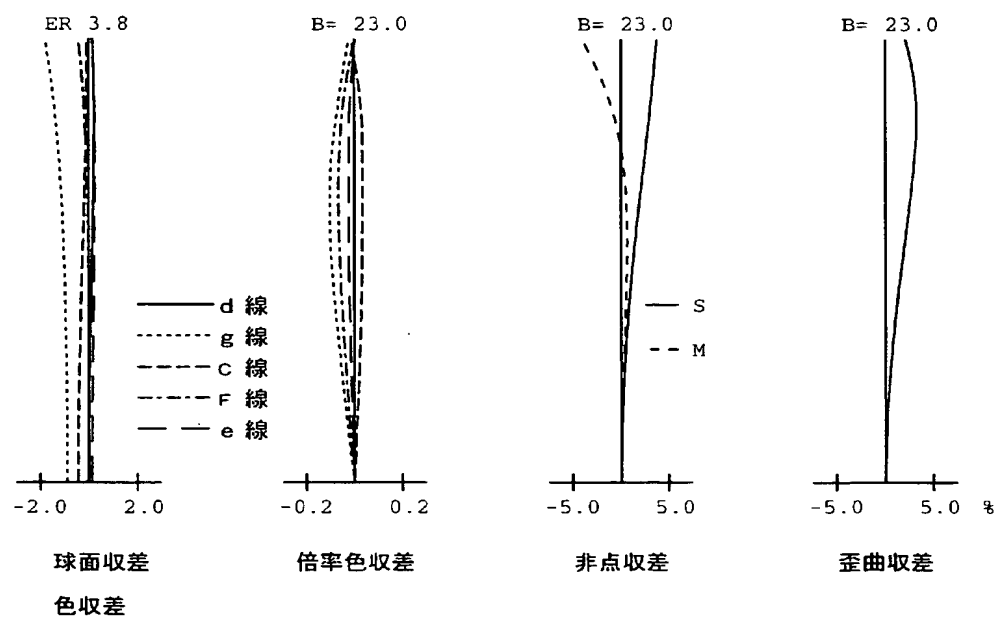 ER 3.8
B= 23.0
B= 23.0
B= 23.0
d 線
g 線
C 線
F 線
e 線
S
M
-2.0 2.0
-0.2 0.2
-5.0 5.0
-5.0 5.0 %
球面収差
色収差
倍率色収差
非点収差
歪曲収差